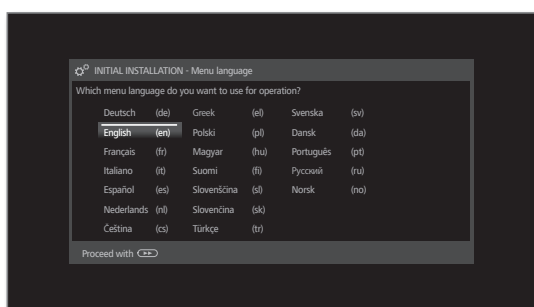 INITIAL INSTALLATION - Menu language
Which menu language do you want to use for operation?
Deutsch (de) Greek (el) Svenska (sv)
English (en) Polski (pl) Dansk (da)
Français (fr) Magyar (hu) Português (pt)
Italiano (it) Suomi (fi) Русский (ru)
Español (es) Slovenščina (sl) Norsk (no)
Nederlands (nl) Slovenčina (sk)
Čeština (cs) Türkçe (tr)
Proceed with